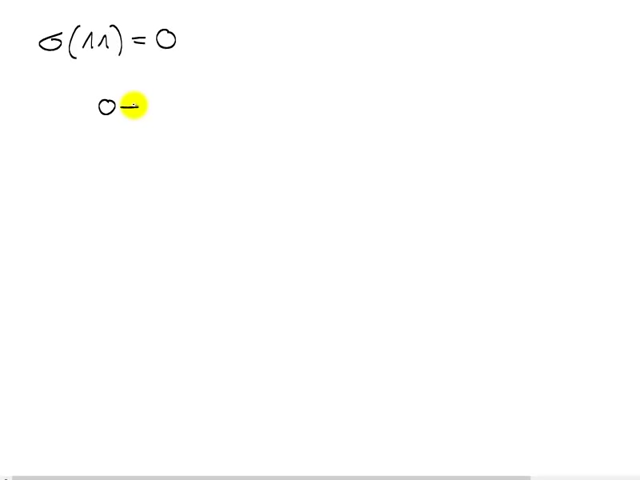 σ(11) = 0
0 -